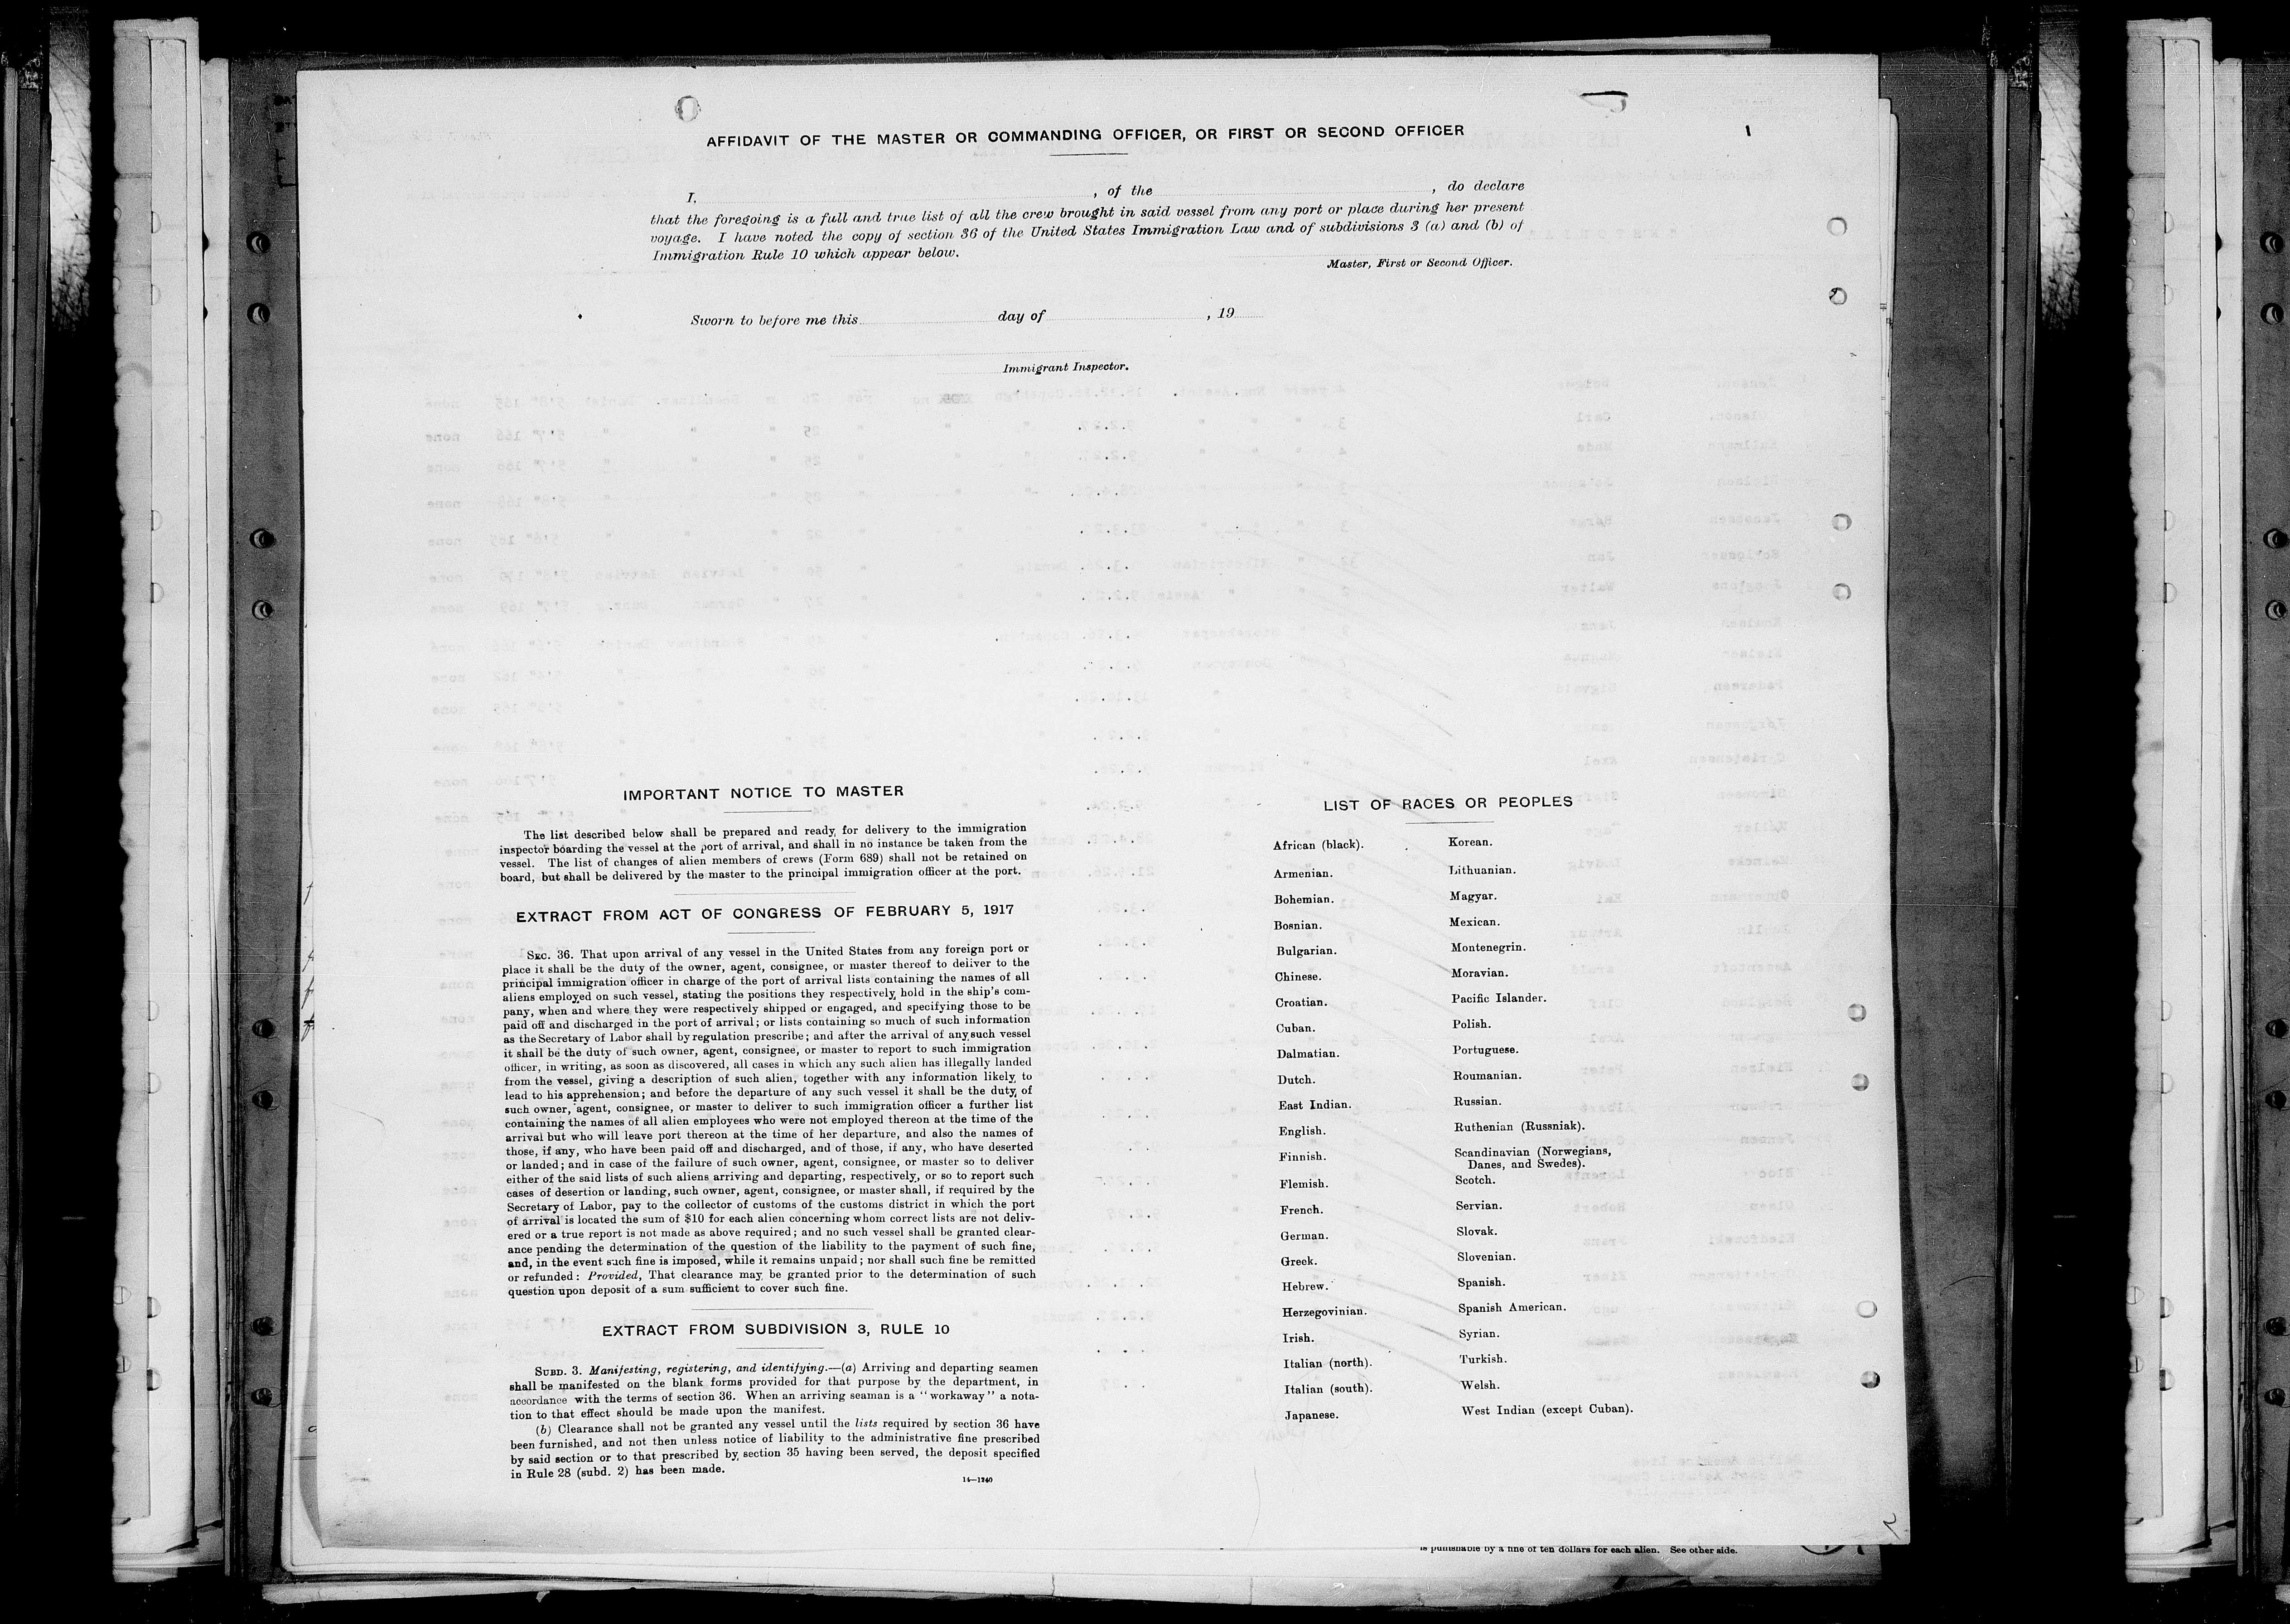 AFFIDAVIT OF THE MASTER OR COMMANDING OFFICER, OR FIRST OR SECOND OFFICER
I, , of the , do declare
that the foregoing is a full and true list of all the crew brought in said vessel from any port or place during her present
voyage. I have noted the copy of section 36 of the United States Immigration Law and of subdivisions 3 (a) and (b) of
Immigration Rule 10 which appear below.
Master, First or Second Officer.
Sworn to before me this day of , 19
Immigrant Inspector.
IMPORTANT NOTICE TO MASTER
The list described below shall be prepared and ready for delivery to the immigration
inspector boarding the vessel at the port of arrival, and shall in no instance be taken from the
vessel. The list of changes of alien members of crews (Form 689) shall not be retained on
board, but shall be delivered by the master to the principal immigration officer at the port.
EXTRACT FROM ACT OF CONGRESS OF FEBRUARY 5, 1917
SEC. 36. That upon arrival of any vessel in the United States from any foreign port or
place it shall be the duty of the owner, agent, consignee, or master thereof to deliver to the
principal immigration officer in charge of the port of arrival lists containing the names of all
aliens employed on such vessel, stating the positions they respectively hold in the ship's com-
pany, when and where they were respectively shipped or engaged, and specifying those to be
paid off and discharged in the port of arrival; or lists containing so much of such information
as the Secretary of Labor shall by regulation prescribe; and after the arrival of any such vessel
it shall be the duty of such owner, agent, consignee, or master to report to such immigration
officer, in writing, as soon as discovered, all cases in which any such alien has illegally landed
from the vessel, giving a description of such alien, together with any information likely to
lead to his apprehension; and before the departure of any such vessel it shall be the duty of
such owner, agent, consignee, or master to deliver to such immigration officer a further list
containing the names of all alien employees who were not employed thereon at the time of the
arrival but who will leave port thereon at the time of her departure, and also the names of
those, if any, who have been paid off and discharged, and of those, if any, who have deserted
or landed; and in case of the failure of such owner, agent, consignee, or master so to deliver
either of the said lists of such aliens arriving and departing, respectively, or so to report such
cases of desertion or landing, such owner, agent, consignee, or master shall, if required by the
Secretary of Labor, pay to the collector of customs of the customs district in which the port
of arrival is located the sum of $10 for each alien concerning whom correct lists are not deliv-
ered or a true report is not made as above required; and no such vessel shall be granted clear-
ance pending the determination of the question of the liability to the payment of such fine,
and, in the event such fine is imposed, while it remains unpaid; nor shall such fine be remitted
or refunded: Provided, That clearance may be granted prior to the determination of such
question upon deposit of a sum sufficient to cover such fine.
EXTRACT FROM SUBDIVISION 3, RULE 10
SUBD. 3. Manifesting, registering, and identifying.—(a) Arriving and departing seamen
shall be manifested on the blank forms provided for that purpose by the department, in
accordance with the terms of section 36. When an arriving seaman is a "workaway" a nota-
tion to that effect should be made upon the manifest.
(b) Clearance shall not be granted any vessel until the lists required by section 36 have
been furnished, and not then unless notice of liability to the administrative fine prescribed
by said section or to that prescribed by section 35 having been served, the deposit specified
in Rule 28 (subd. 2) has been made.
14—1240
LIST OF RACES OR PEOPLES
African (black).
Armenian.
Bohemian.
Bosnian.
Bulgarian.
Chinese.
Croatian.
Cuban.
Dalmatian.
Dutch.
East Indian.
English.
Finnish.
Flemish.
French.
German.
Greek.
Hebrew.
Herzegovinian.
Irish.
Italian (north).
Italian (south).
Japanese.
Korean.
Lithuanian.
Magyar.
Mexican.
Montenegrin.
Moravian.
Pacific Islander.
Polish.
Portuguese.
Roumanian.
Russian.
Ruthenian (Russniak).
Scandinavian (Norwegians,
Danes, and Swedes).
Scotch.
Servian.
Slovak.
Slovenian.
Spanish.
Spanish American.
Syrian.
Turkish.
Welsh.
West Indian (except Cuban).
is punishable by a fine of ten dollars for each alien. See other side.